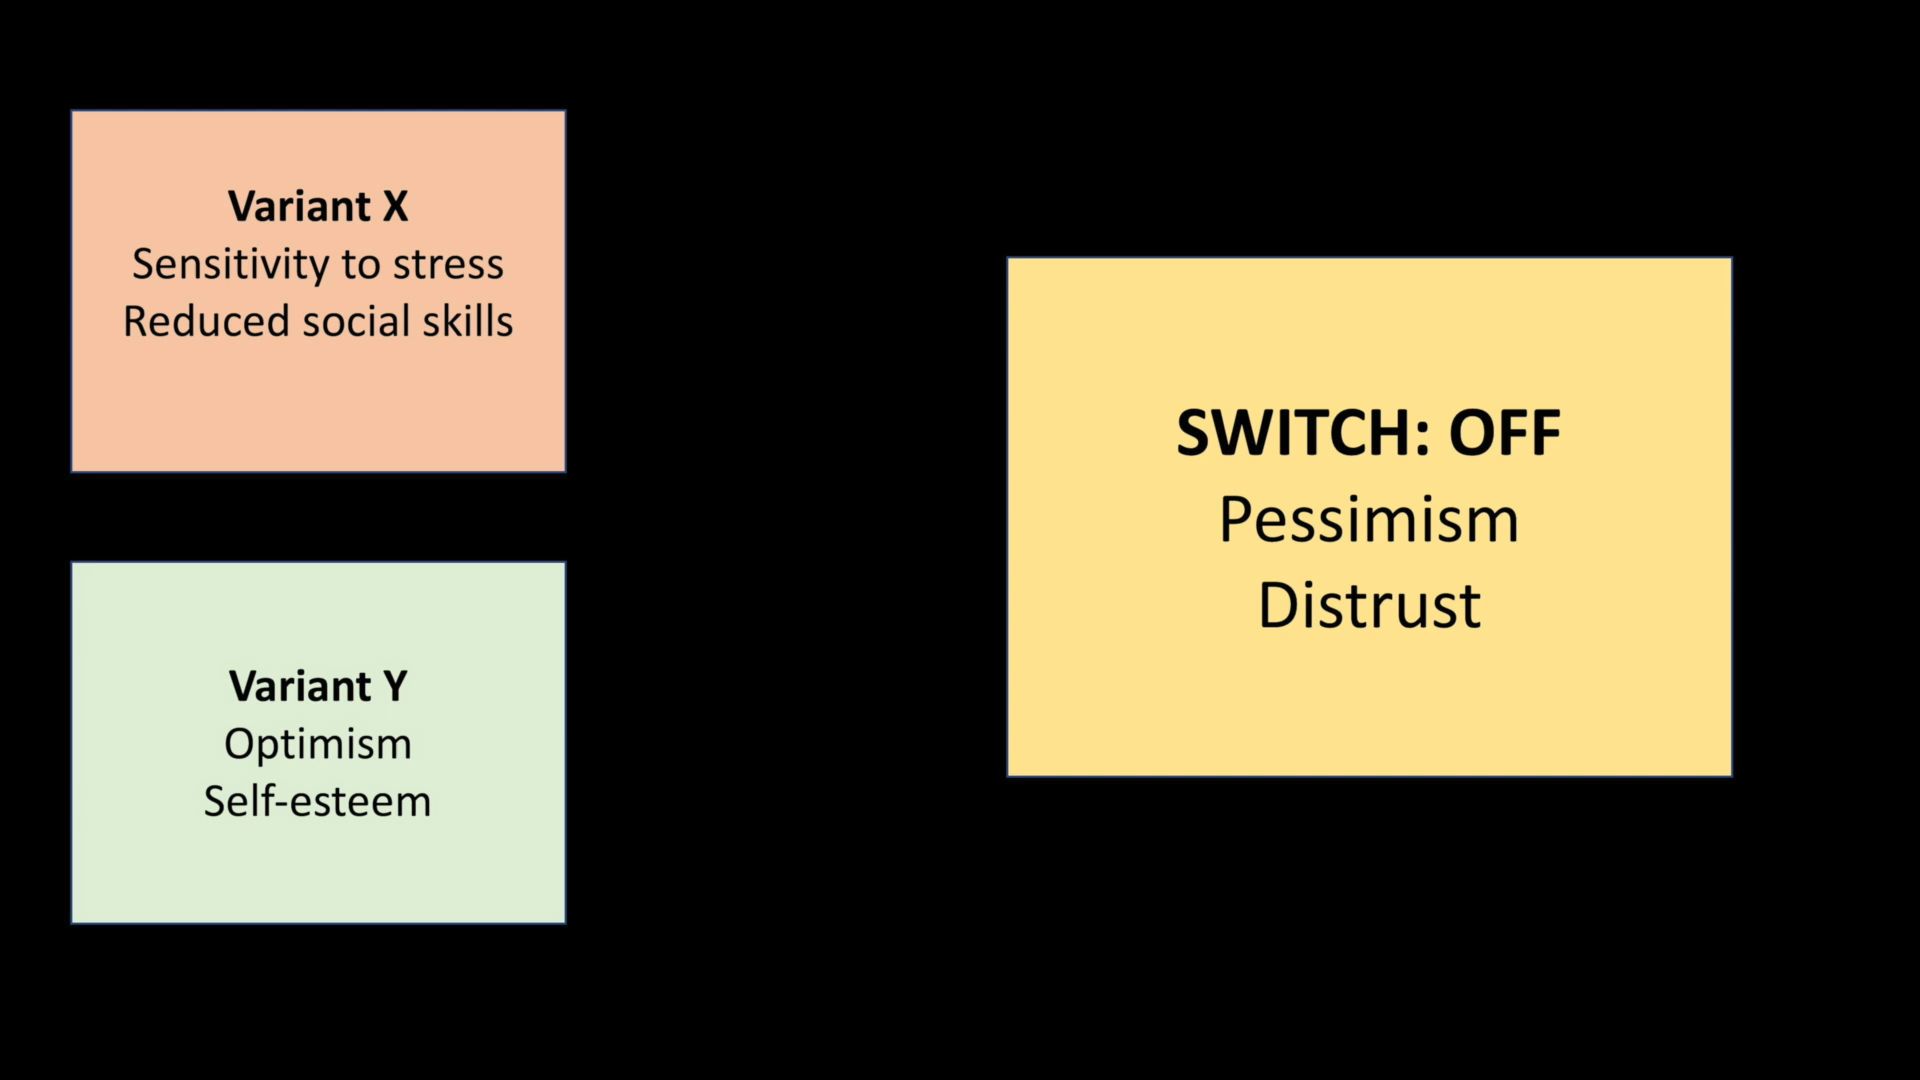 Variant X
Sensitivity to stress
Reduced social skills
Variant Y
Optimism
Self-esteem
SWITCH: OFF
Pessimism
Distrust